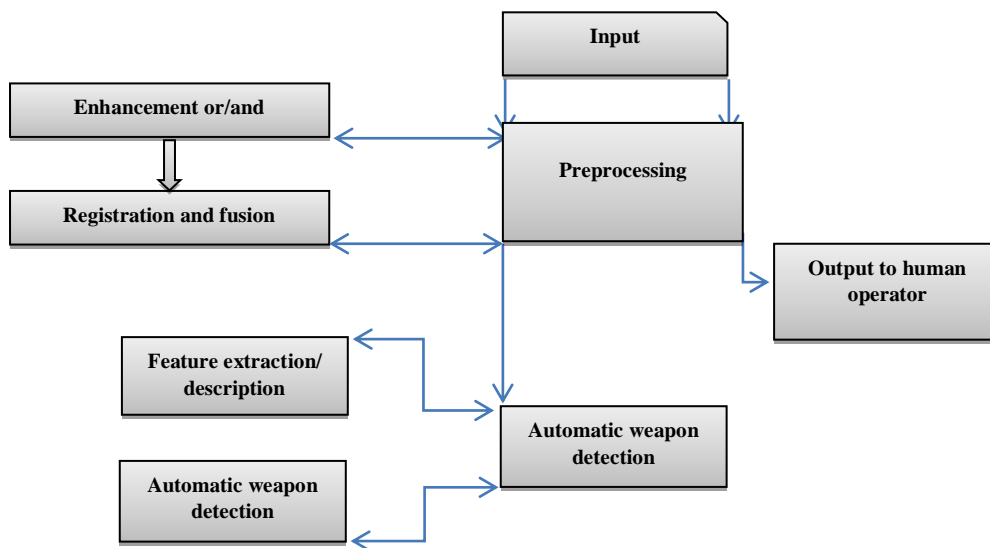 Input
Enhancement or/and
Preprocessing
Registration and fusion
Output to human
operator
Feature extraction/
description
Automatic weapon
detection
Automatic weapon
detection